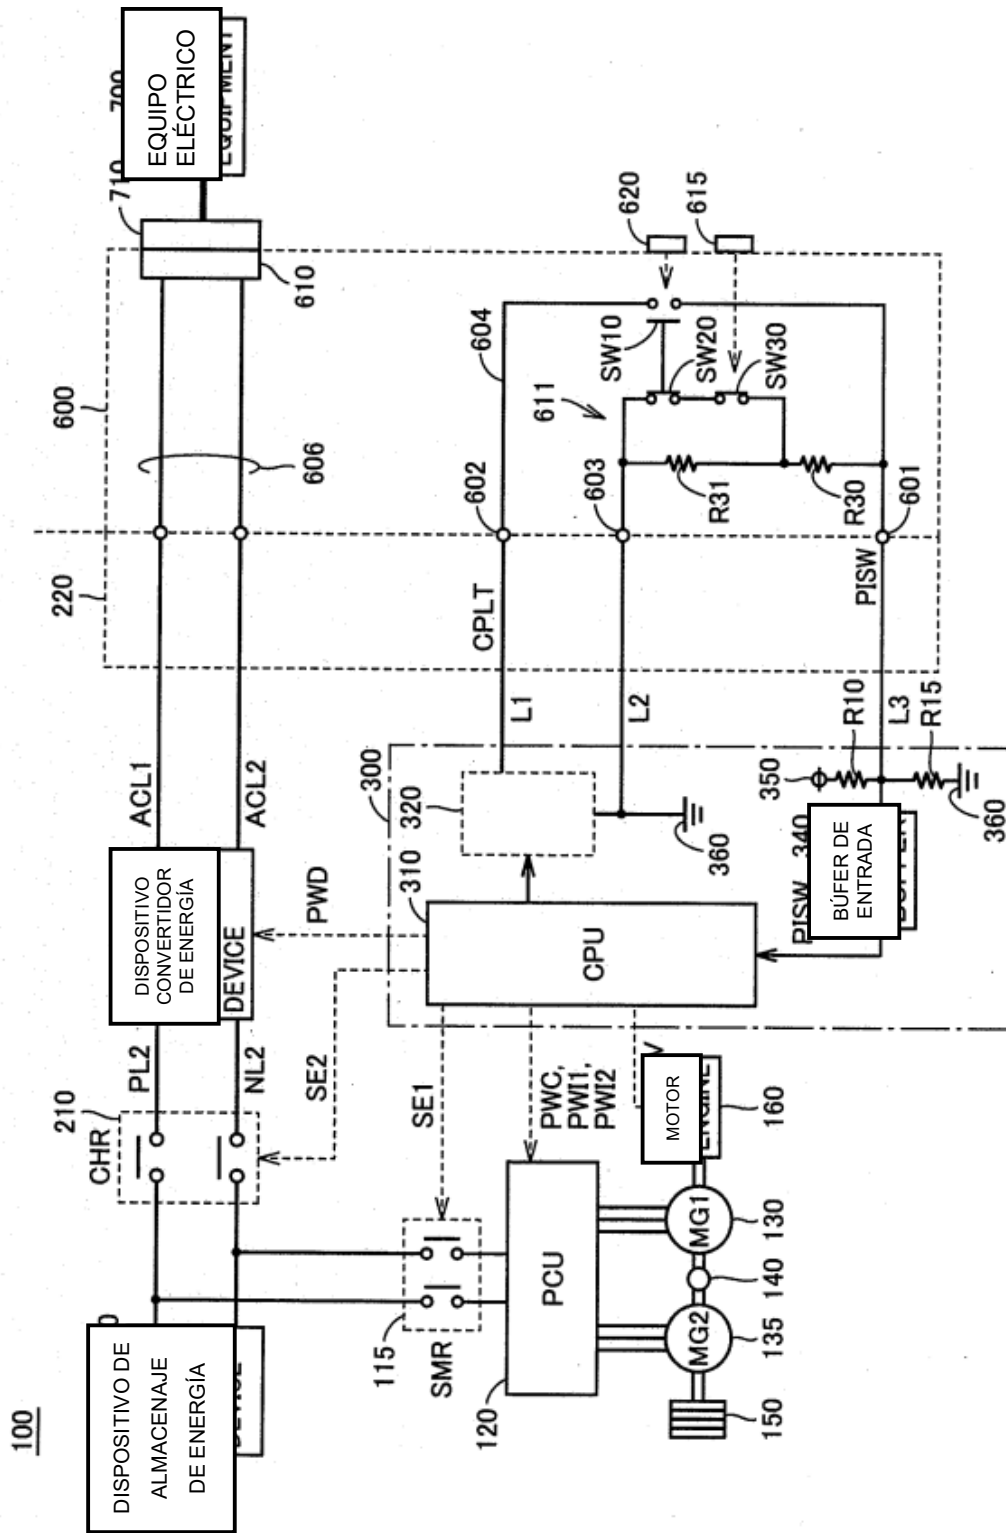 100
DISPOSITIVO DE
ALMACENAJE
DE ENERGÍA
210
CHR
PL2
NL2
DISPOSITIVO
CONVERTIDOR
DE ENERGÍA
DEVICE
ACL1
ACL2
220
600
606
710
700
610
EQUIPO
ELÉCTRICO
EQUIPMENT
115
SMR
SE1
SE2
PWD
300
310
320
CPU
360
L1
L2
CPLT
602
603
604
611
SW10
SW20
SW30
620
615
R31
R30
601
PISW
L3
R10
R15
350
360
PISW
340
BÚFER DE
ENTRADA
120
PCU
PWC,
PWI1,
PWI2
MOTOR
ENGINE
160
MG1
130
140
MG2
135
150